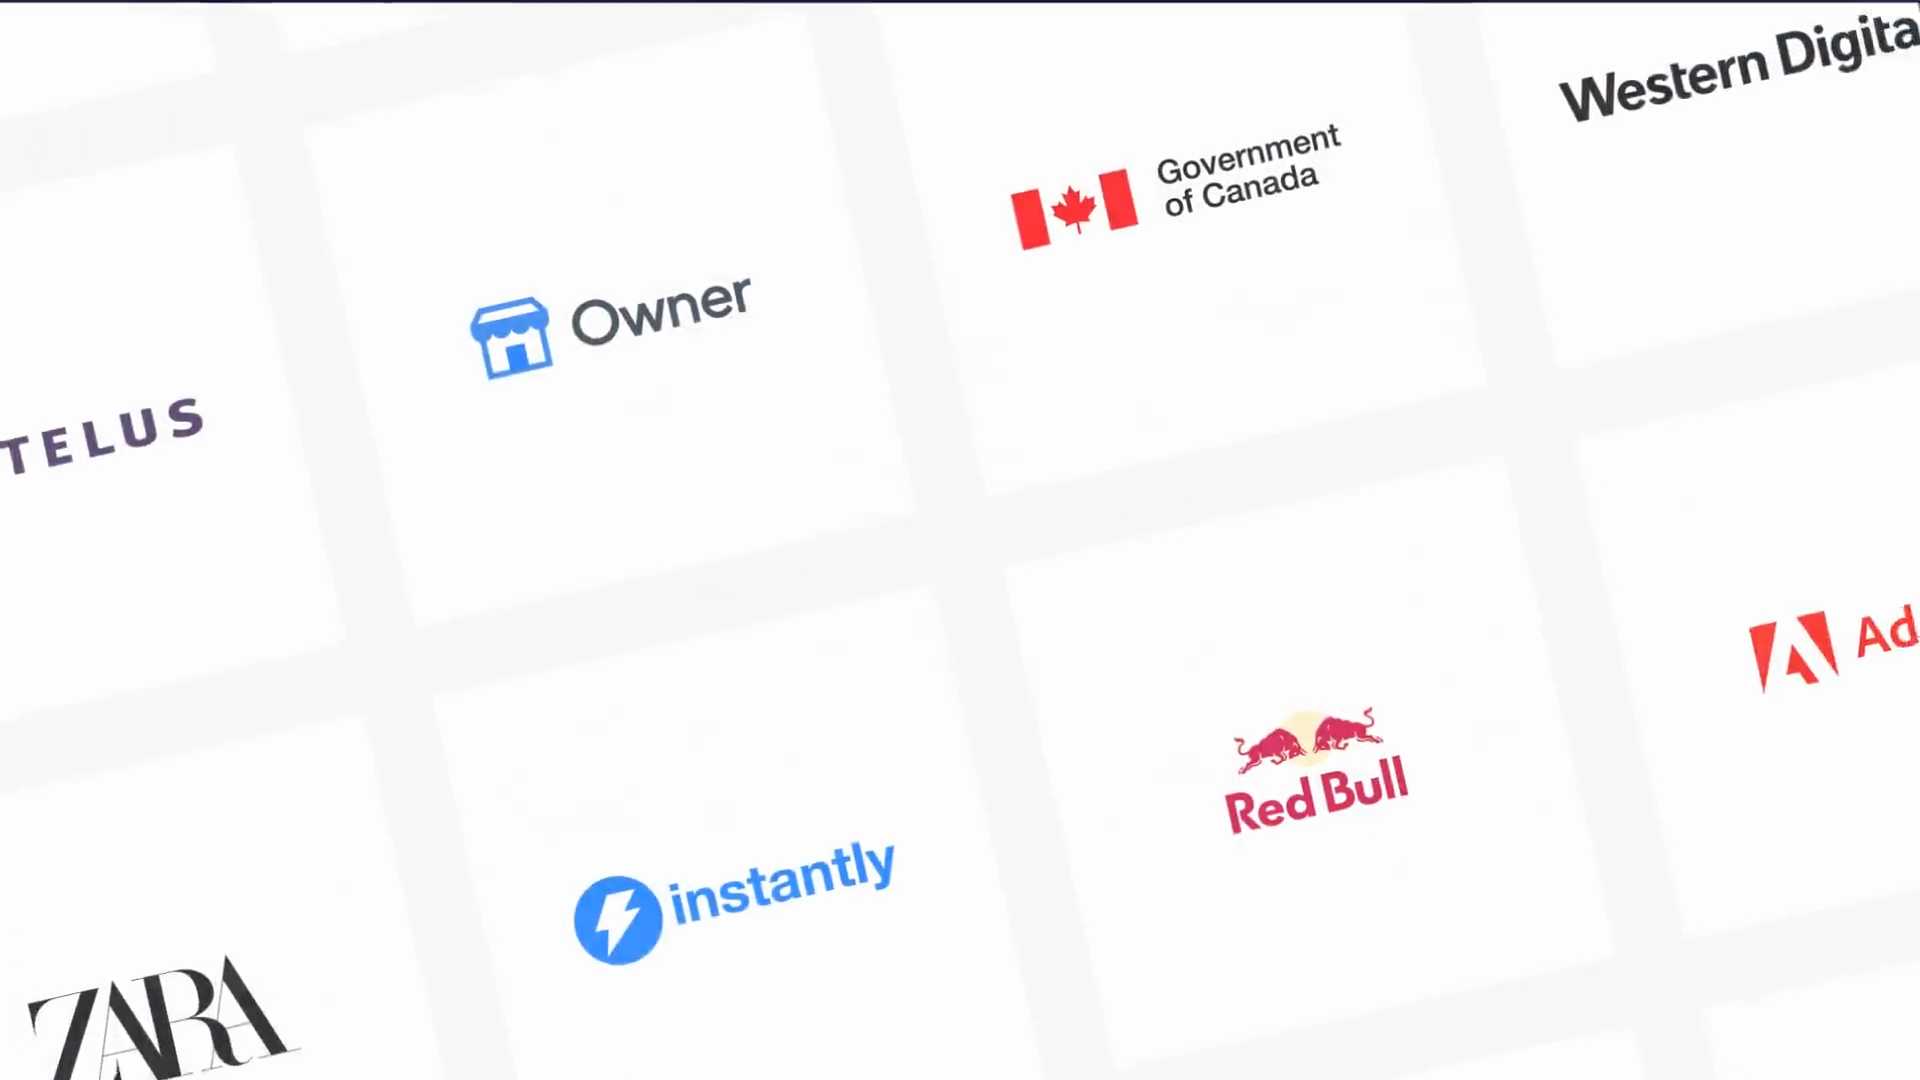 Western Digita
Government
of Canada
Owner
TELUS
Ad
Red Bull
instantly
ZARA